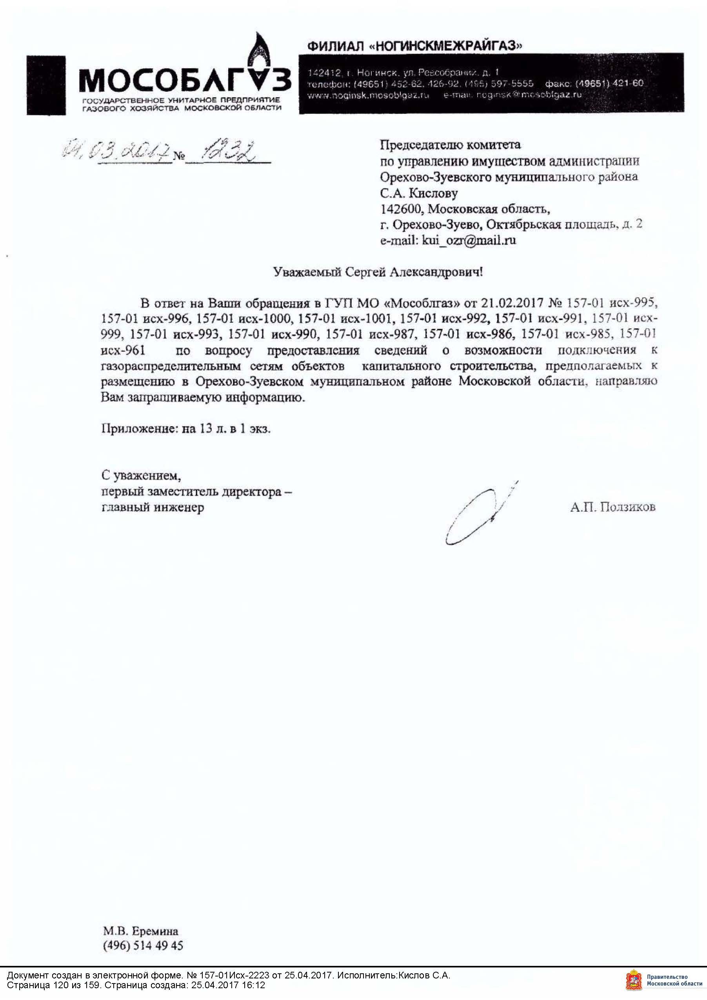 МОСОБЛГАЗ
ГОСУДАРСТВЕННОЕ УНИТАРНОЕ ПРЕДПРИЯТИЕ
ГАЗОВОГО ХОЗЯЙСТВА МОСКОВСКОЙ ОБЛАСТИ
ФИЛИАЛ «НОГИНСКМЕЖРАЙГАЗ»
142412, г. Ногинск, ул. Ревсобраний, д. 1
телефон: (49651) 452-62, 426-92, (495) 597-5555 факс: (49651) 421-60
www.noginsk.mosoblgaz.ru e-mail: noginsk@mosoblgaz.ru
01.03.2017 № 1232
Председателю комитета
по управлению имуществом администрации
Орехово-Зуевского муниципального района
С.А. Кислову
142600, Московская область,
г. Орехово-Зуево, Октябрьская площадь, д. 2
e-mail: kui_ozr@mail.ru
Уважаемый Сергей Александрович!
В ответ на Ваши обращения в ГУП МО «Мособлгаз» от 21.02.2017 № 157-01 исх-995,
157-01 исх-996, 157-01 исх-1000, 157-01 исх-1001, 157-01 исх-992, 157-01 исх-991, 157-01 исх-
999, 157-01 исх-993, 157-01 исх-990, 157-01 исх-987, 157-01 исх-986, 157-01 исх-985, 157-01
исх-961 по вопросу предоставления сведений о возможности подключения к
газораспределительным сетям объектов капитального строительства, предполагаемых к
размещению в Орехово-Зуевском муниципальном районе Московской области, направляю
Вам запрашиваемую информацию.
Приложение: на 13 л. в 1 экз.
С уважением,
первый заместитель директора –
главный инженер
А.П. Ползиков
М.В. Еремина
(496) 514 49 45
Документ создан в электронной форме. № 157-01Исх-2223 от 25.04.2017. Исполнитель:Кислов С.А.
Страница 120 из 159. Страница создана: 25.04.2017 16:12
Правительство
Московской области